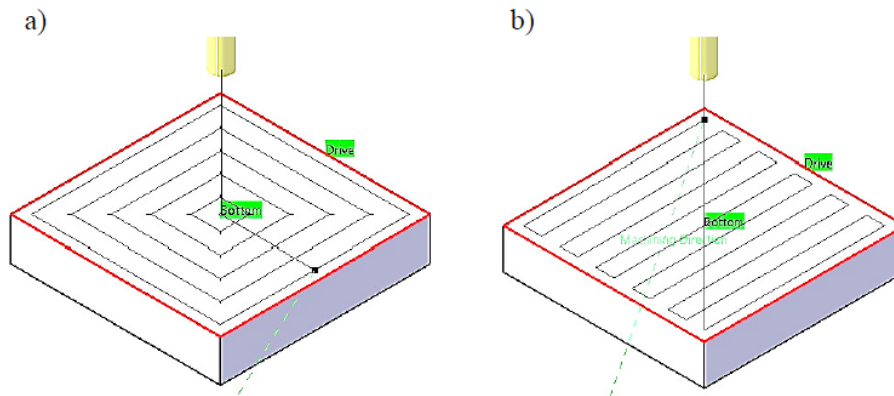 a)
b)
Drive
Bottom
Drive
Bottom
Machining Direction